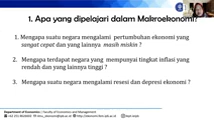 1. Apa yang dipelajari dalam Makroekonomi?
1. Mengapa suatu negara mengalami pertumbuhan ekonomi yang
sangat cepat dan yang lainnya masih miskin ?
2. Mengapa terdapat negara yang mempunyai tingkat inflasi yang
rendah dan yang lainnya tinggi ?
3. Mengapa suatu negara mengalami resesi dan depresi ekonomi ?
Department of Economics - Faculty of Economics and Management